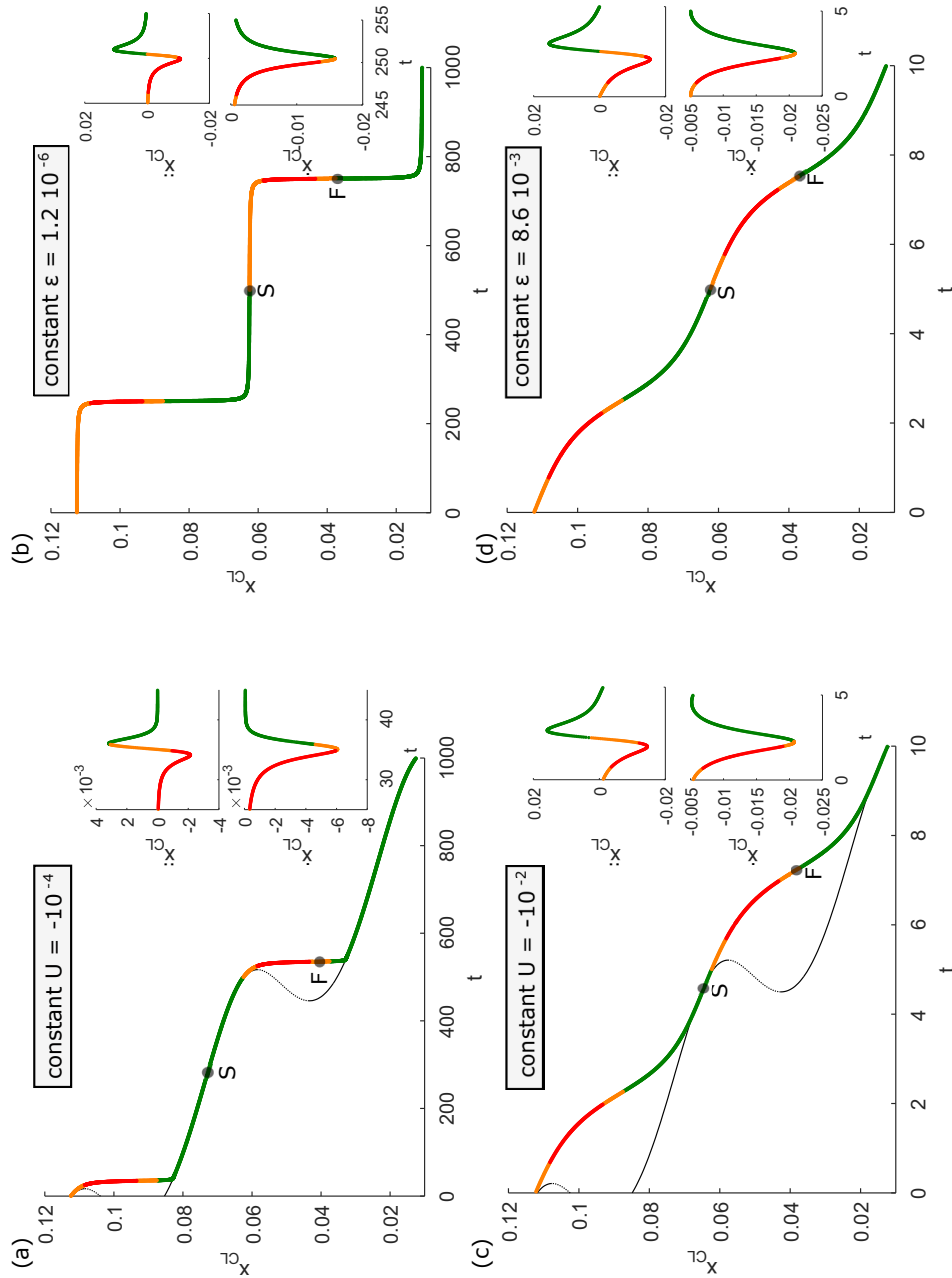 (a)
constant U = -10⁻⁴
0.12
0.1
0.08
0.06
0.04
0.02
x_CL
0
200
400
600
800
1000
t
S
F
× 10⁻³
4
2
0
-2
-4
ẍ_CL
× 10⁻³
0
-2
-4
-6
-8
ẋ_CL
30
40
t
(b)
constant ε = 1.2 10⁻⁶
0.12
0.1
0.08
0.06
0.04
0.02
x_CL
0
200
400
600
800
1000
t
S
F
0.02
0
-0.02
ẍ_CL
0
-0.01
-0.02
ẋ_CL
245
250
255
t
(c)
constant U = -10⁻²
0.12
0.1
0.08
0.06
0.04
0.02
x_CL
0
2
4
6
8
10
t
S
F
0.02
0
-0.02
ẍ_CL
-0.005
-0.01
-0.015
-0.02
-0.025
ẋ_CL
0
5
t
(d)
constant ε = 8.6 10⁻³
0.12
0.1
0.08
0.06
0.04
0.02
x_CL
0
2
4
6
8
10
t
S
F
0.02
0
-0.02
ẍ_CL
-0.005
-0.01
-0.015
-0.02
-0.025
ẋ_CL
0
5
t